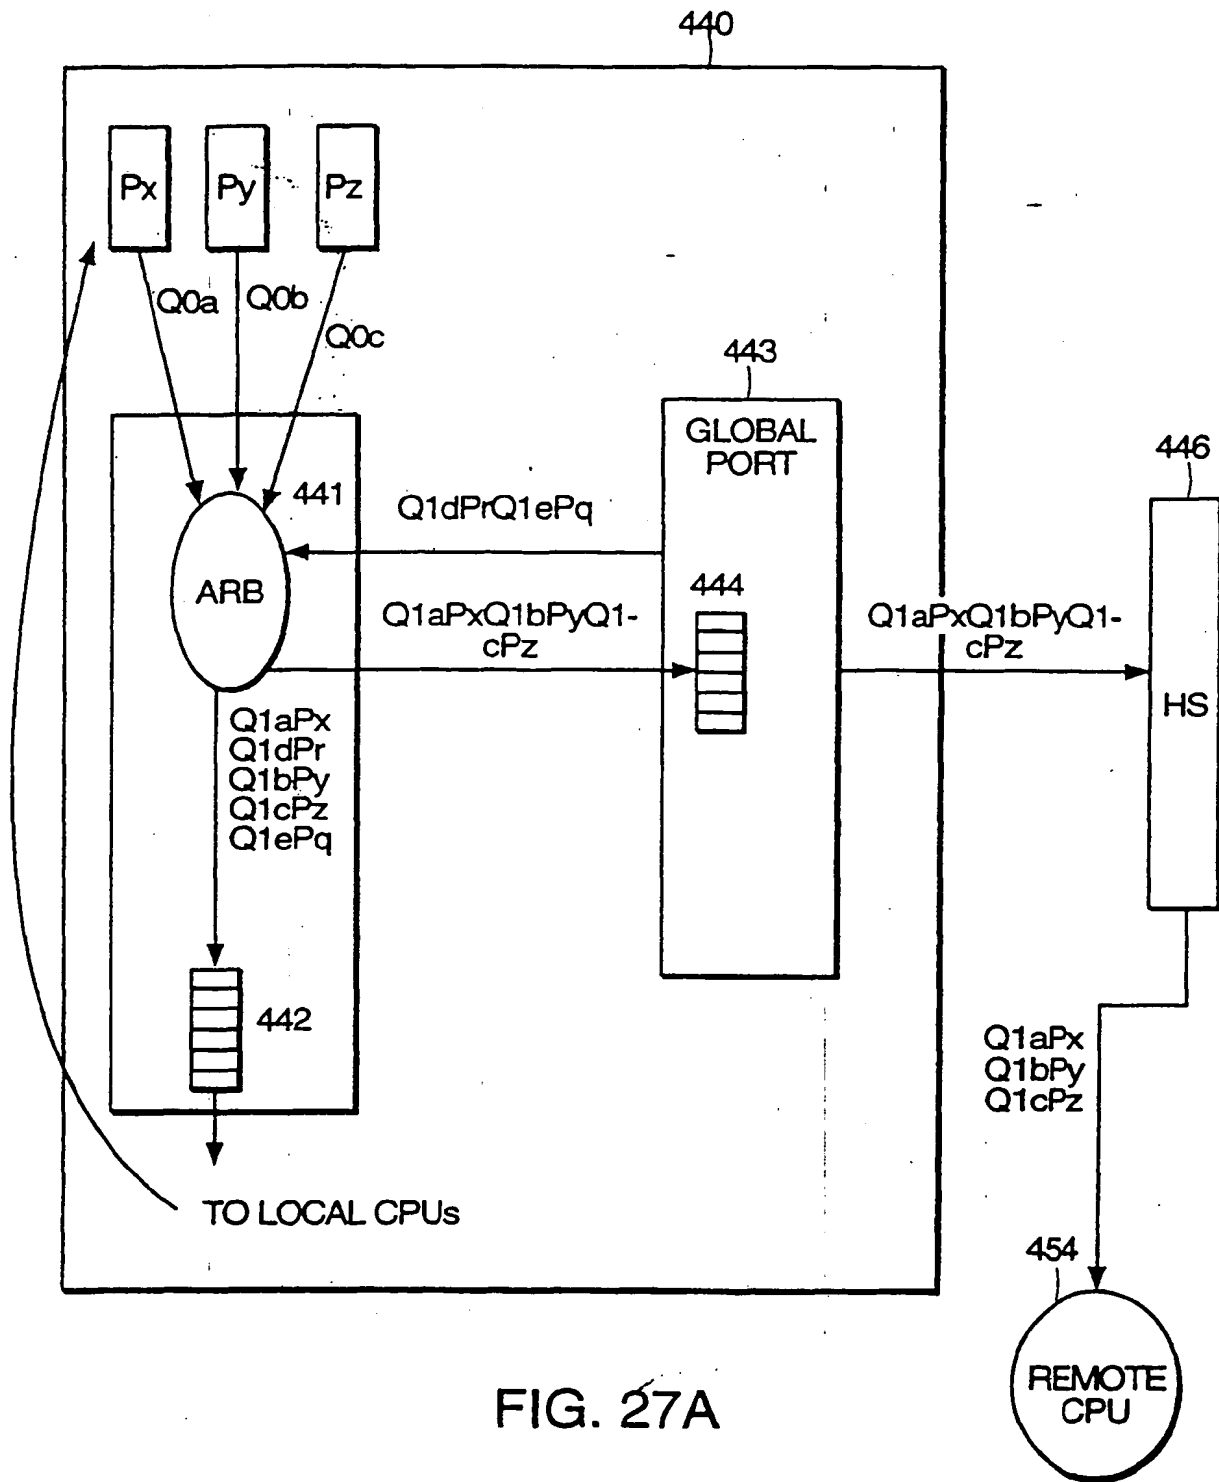 440
Px
Py
Pz
Q0a
Q0b
Q0c
443
GLOBAL
PORT
446
441
Q1dPrQ1ePq
ARB
444
Q1aPxQ1bPyQ1-
cPz
Q1aPxQ1bPyQ1-
cPz
HS
Q1aPx
Q1dPr
Q1bPy
Q1cPz
Q1ePq
442
Q1aPx
Q1bPy
Q1cPz
TO LOCAL CPUs
454
REMOTE
CPU
FIG. 27A